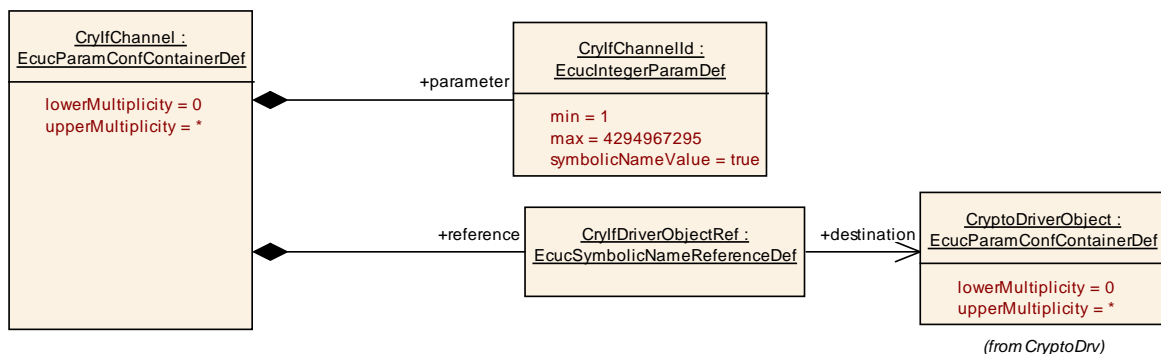 CryIfChannel :
EcucParamConfContainerDef
lowerMultiplicity = 0
upperMultiplicity = *
+parameter
CryIfChannelId :
EcucIntegerParamDef
min = 1
max = 4294967295
symbolicNameValue = true
+reference
CryIfDriverObjectRef :
EcucSymbolicNameReferenceDef
+destination
CryptoDriverObject :
EcucParamConfContainerDef
lowerMultiplicity = 0
upperMultiplicity = *
(from CryptoDrv)